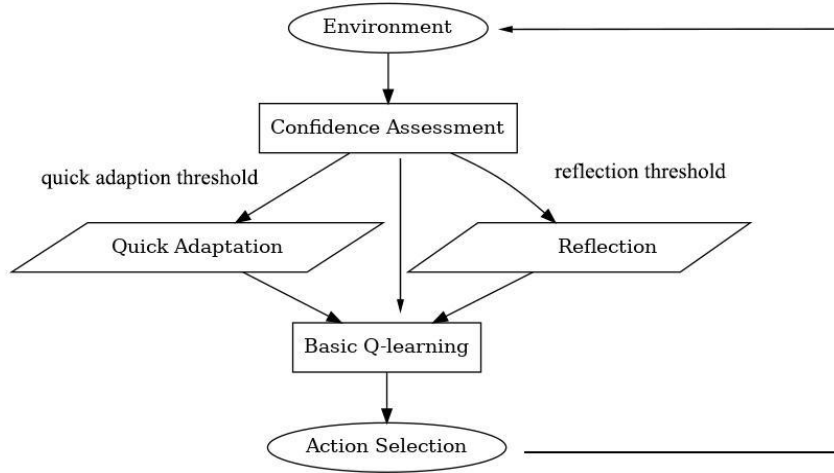 Environment
Confidence Assessment
quick adaption threshold
reflection threshold
Quick Adaptation
Reflection
Basic Q-learning
Action Selection